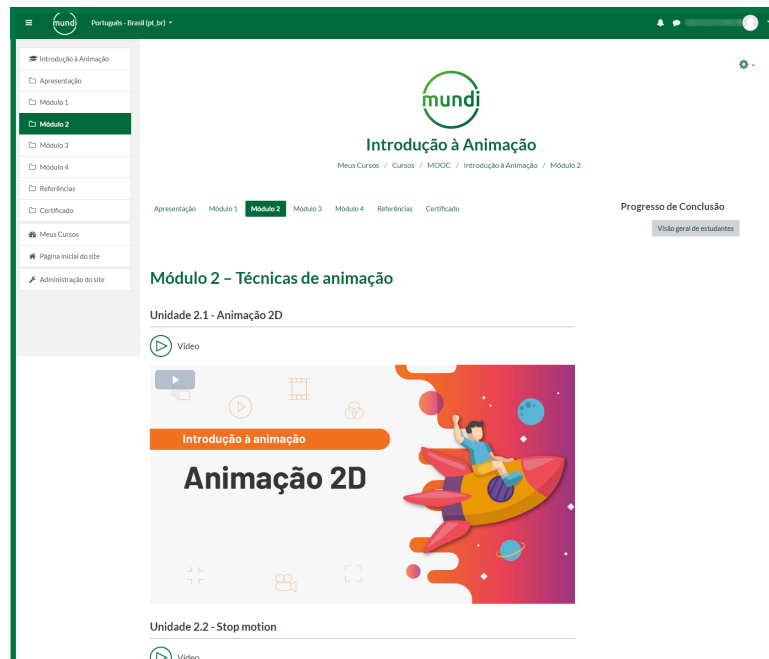 mundi
Português - Brasil (pt_br)
Introdução à Animação
Apresentação
Módulo 1
Módulo 2
Módulo 3
Módulo 4
Referências
Certificado
Meus Cursos
Página inicial do site
Administração do site
mundi
Introdução à Animação
Meus Cursos / Cursos / MOOC / Introdução à Animação / Módulo 2
Apresentação Módulo 1 Módulo 2 Módulo 3 Módulo 4 Referências Certificado
Progresso de Conclusão
Visão geral de estudantes
Módulo 2 – Técnicas de animação
Unidade 2.1 - Animação 2D
Vídeo
Introdução à animação
Animação 2D
Unidade 2.2 - Stop motion
Vídeo